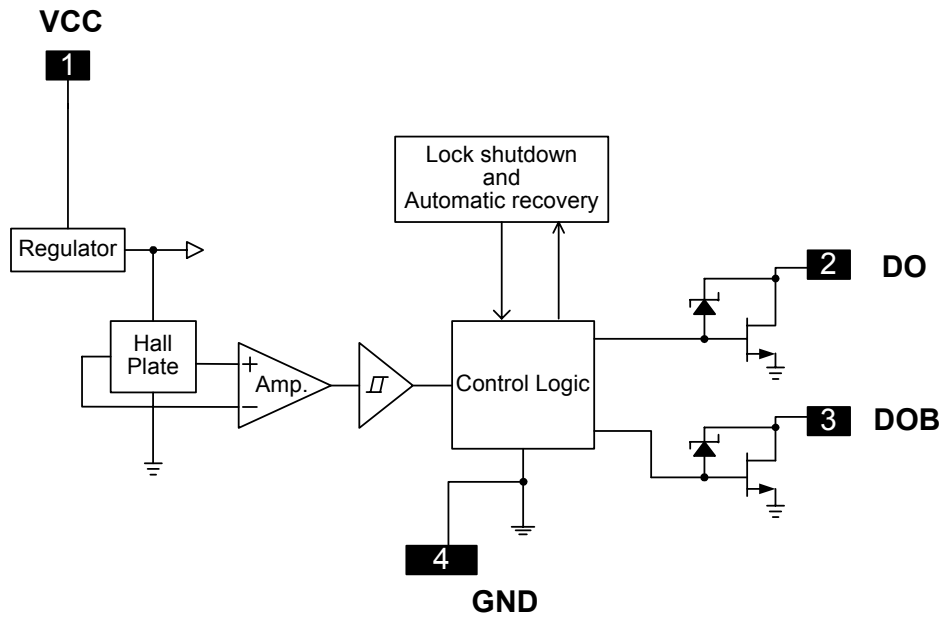 VCC
1
Lock shutdown
and
Automatic recovery
Regulator
2 DO
Hall
Plate
+
Amp.
−
Control Logic
3 DOB
4
GND